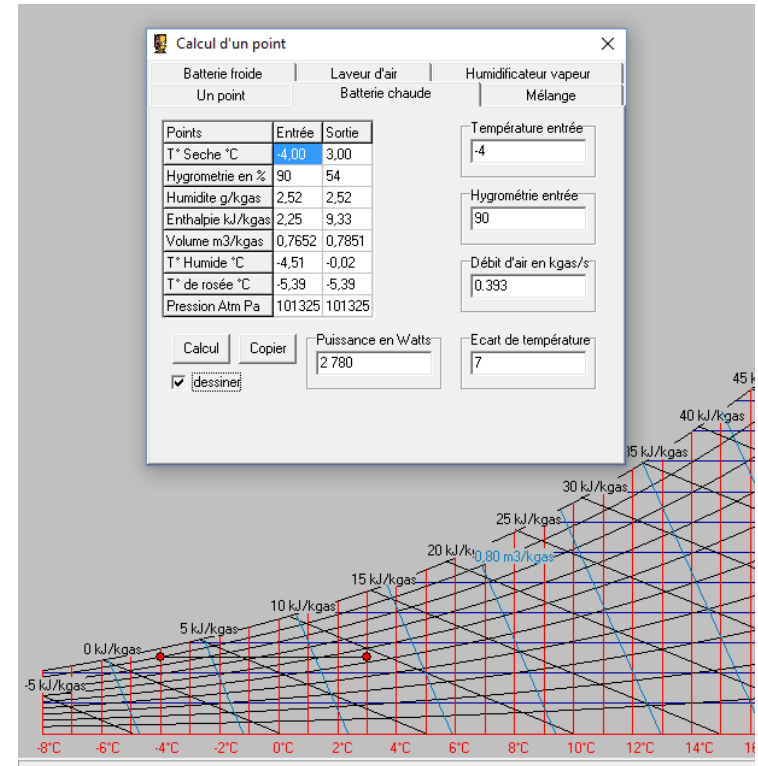 Calcul d'un point
Batterie froide Laveur d'air Humidificateur vapeur
Un point Batterie chaude Mélange
Points Entrée Sortie
T° Seche °C -4,00 3,00
Hygrometrie en % 90 54
Humidite g/kgas 2,52 2,52
Enthalpie kJ/kgas 2,25 9,33
Volume m3/kgas 0,7652 0,7851
T° Humide °C -4,51 -0,02
T° de rosée °C -5,39 -5,39
Pression Atm Pa 101325 101325
Température entrée
-4
Hygrométrie entrée
90
Débit d'air en kgas/s
0.393
Calcul Copier
Puissance en Watts
2 780
Ecart de température
7
dessiner
45 k
40 kJ/kgas
35 kJ/kgas
30 kJ/kgas
25 kJ/kgas
20 kJ/k
0,80 m3/kgas
15 kJ/kgas
10 kJ/kgas
5 kJ/kgas
0 kJ/kgas
-5 kJ/kgas
-8°C -6°C -4°C -2°C 0°C 2°C 4°C 6°C 8°C 10°C 12°C 14°C 16